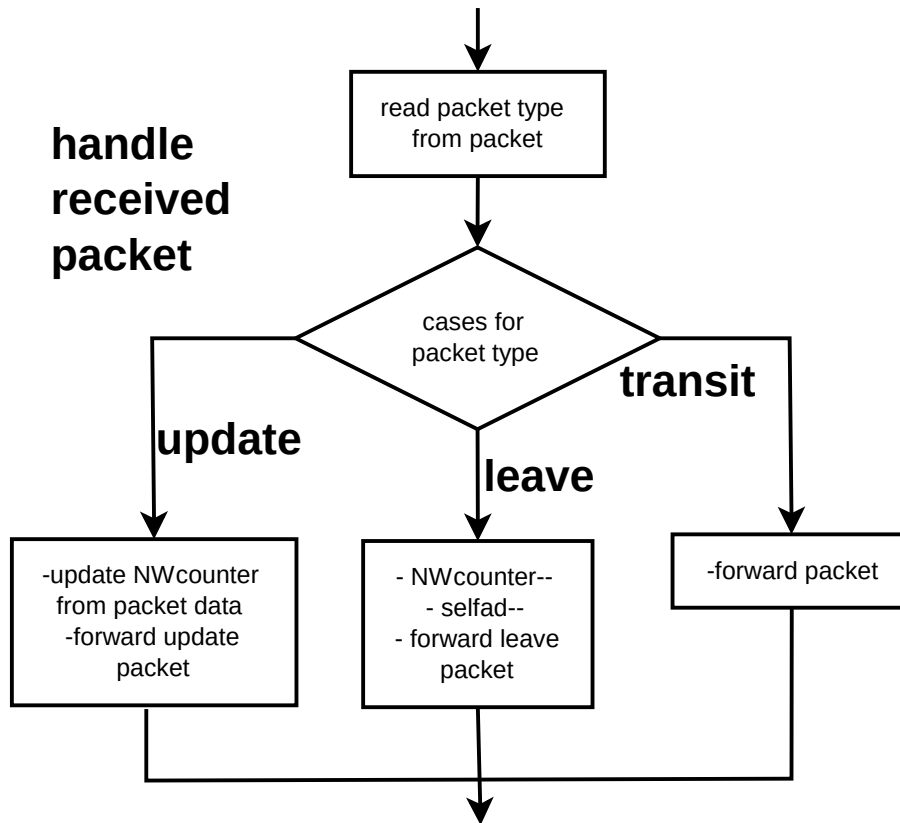 read packet type
from packet
handle
received
packet
cases for
packet type
transit
update
leave
-update NWcounter
from packet data
-forward update
packet
- NWcounter--
- selfad--
- forward leave
packet
-forward packet